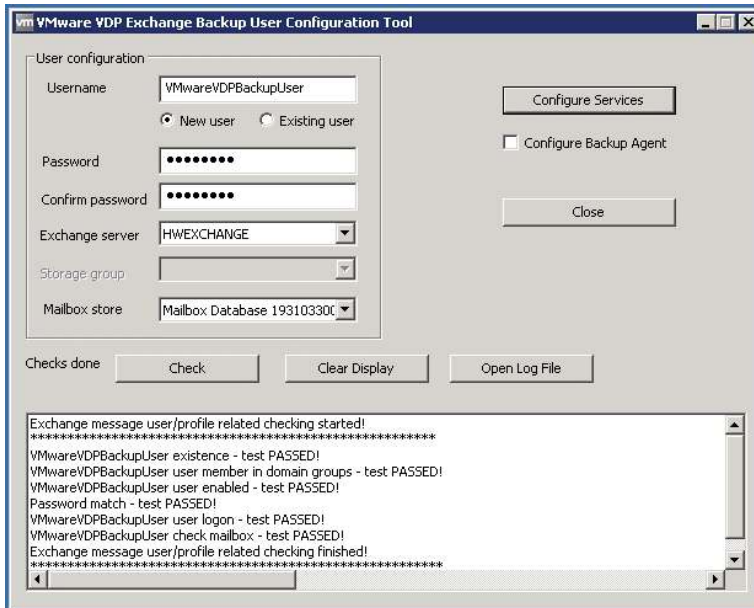 vm VMware VDP Exchange Backup User Configuration Tool
User configuration
Username VMwareVDPBackupUser
New user Existing user
Password ●●●●●●●●
Confirm password ●●●●●●●●
Exchange server HWEXCHANGE
Storage group
Mailbox store Mailbox Database 193103300
Configure Services
Configure Backup Agent
Close
Checks done Check Clear Display Open Log File
Exchange message user/profile related checking started!
***********************************************************
VMwareVDPBackupUser existence - test PASSED!
VMwareVDPBackupUser user member in domain groups - test PASSED!
VMwareVDPBackupUser user enabled - test PASSED!
Password match - test PASSED!
VMwareVDPBackupUser user logon - test PASSED!
VMwareVDPBackupUser check mailbox - test PASSED!
Exchange message user/profile related checking finished!
************************************************************